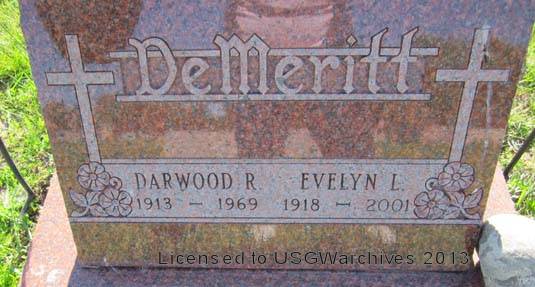 DeMeritt
DARWOOD R. EVELYN L.
1913 - 1969 1918 - 2001
Licensed to USGWarchives 2013